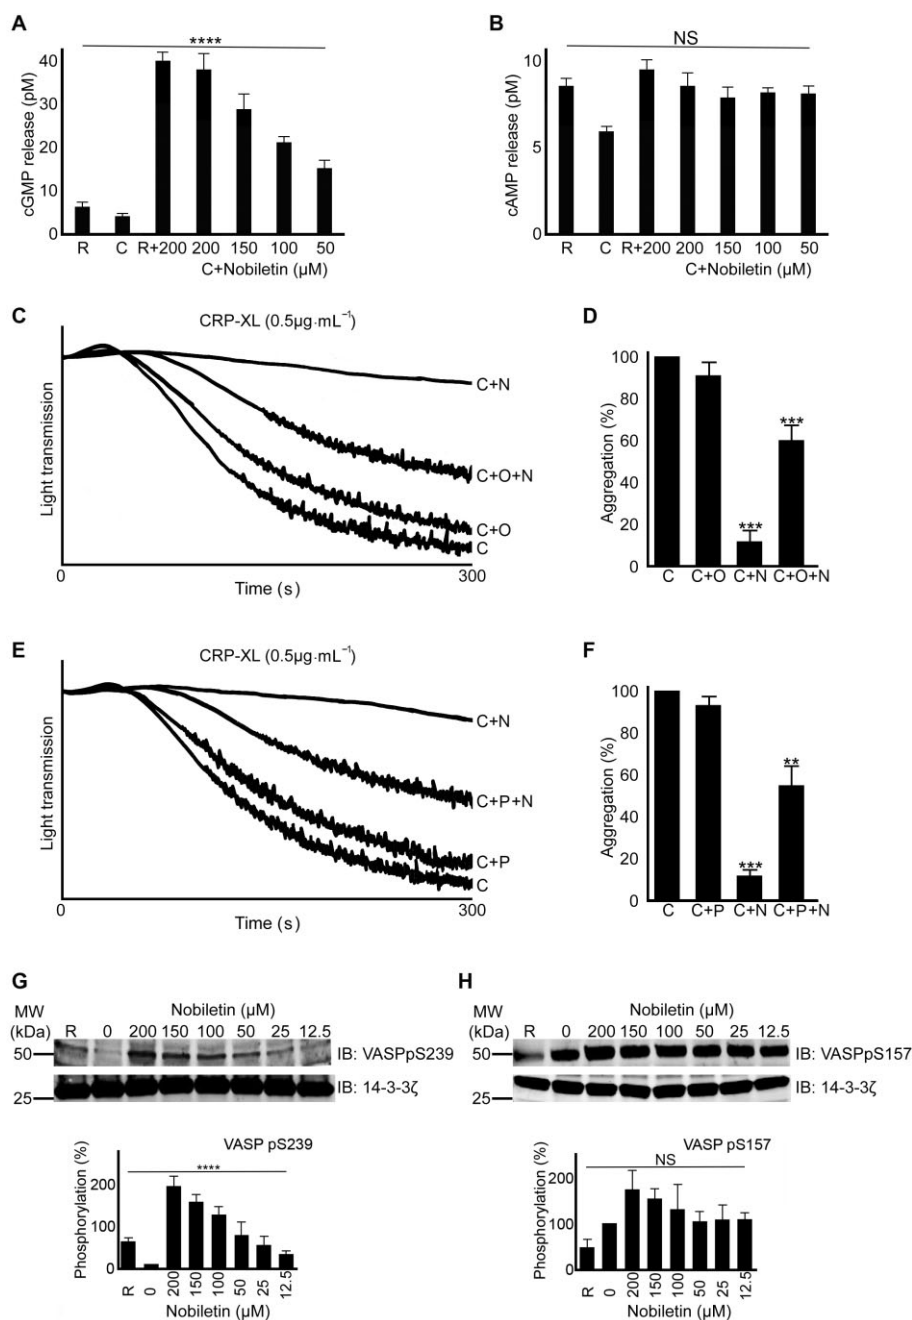 A
****
cGMP release (pM)
40
30
20
10
0
R C R+200 200 150 100 50
C+Nobiletin (µM)
B
NS
cAMP release (pM)
10
5
0
R C R+200 200 150 100 50
C+Nobiletin (µM)
C
CRP-XL (0.5µg·mL⁻¹)
Light transmission
C+N
C+O+N
C+O
C
0 300
Time (s)
D
Aggregation (%)
100
80
60
40
20
0
***
***
C C+O C+N C+O+N
E
CRP-XL (0.5µg·mL⁻¹)
Light transmission
C+N
C+P+N
C+P
C
0 300
Time (s)
F
Aggregation (%)
100
80
60
40
20
0
**
***
C C+P C+N C+P+N
G
Nobiletin (µM)
MW
(kDa)
R 0 200 150 100 50 25 12.5
50
IB: VASPpS239
25
IB: 14-3-3ζ
VASP pS239
****
Phosphorylation (%)
200
100
0
R 0 200 150 100 50 25 12.5
Nobiletin (µM)
H
Nobiletin (µM)
MW
(kDa)
R 0 200 150 100 50 25 12.5
50
IB: VASPpS157
25
IB: 14-3-3ζ
VASP pS157
NS
Phosphorylation (%)
200
100
0
R 0 200 150 100 50 25 12.5
Nobiletin (µM)